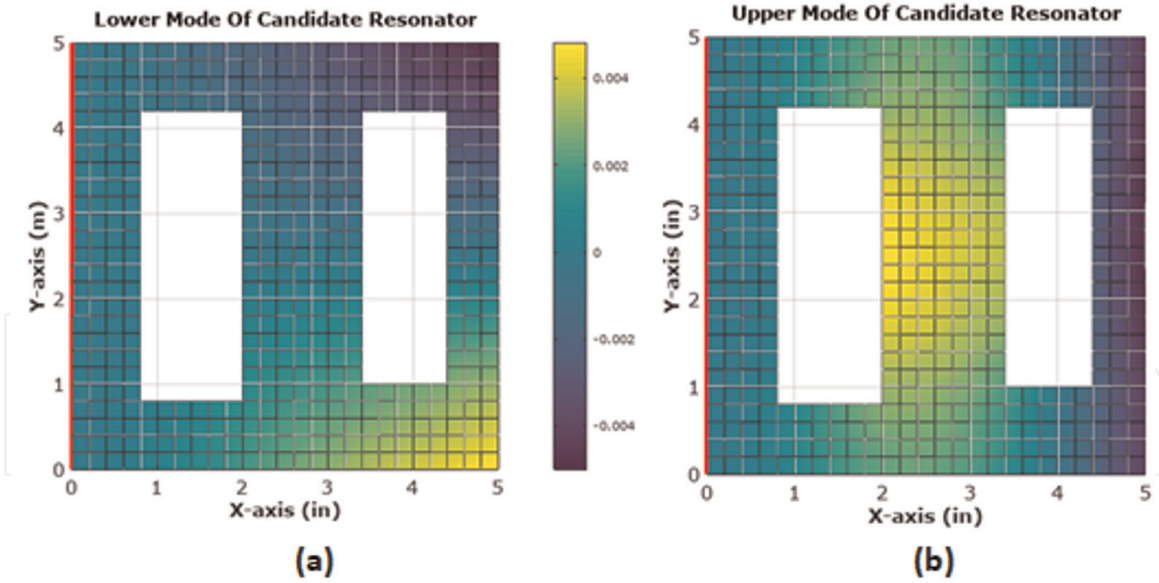 Lower Mode Of Candidate Resonator
5
4
3
2
1
0
Y-axis (m)
0 1 2 3 4 5
X-axis (in)
0.004
0.002
0
-0.002
-0.004
(a)
Upper Mode Of Candidate Resonator
5
4
3
2
1
0
Y-axis (in)
0 1 2 3 4 5
X-axis (in)
(b)